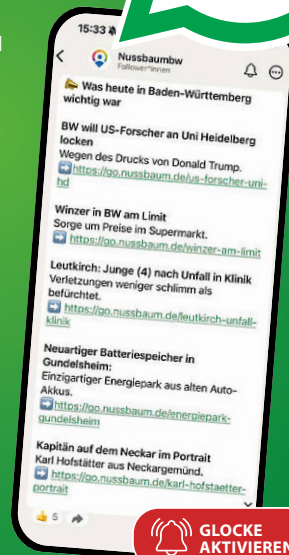 15:33
Nussbaumbw
Follower*innen
Was heute in Baden-Württemberg
wichtig war
BW will US-Forscher an Uni Heidelberg
locken
Wegen des Drucks von Donald Trump.
https://go.nussbaum.de/us-forscher-uni-
hd
Winzer in BW am Limit
Sorge um Preise im Supermarkt.
https://go.nussbaum.de/winzer-am-limit
Leutkirch: Junge (4) nach Unfall in Klinik
Verletzungen weniger schlimm als
befürchtet.
https://go.nussbaum.de/leutkirch-unfall-
klinik
Neuartiger Batteriespeicher in
Gundelsheim:
Einzigartiger Energiepark aus alten Auto-
Akkus.
https://go.nussbaum.de/energiepark-
gundelsheim
Kapitän auf dem Neckar im Portrait
Karl Hofstätter aus Neckargemünd.
https://go.nussbaum.de/karl-hofstaetter-
portrait
5
GLOCKE
AKTIVIEREN